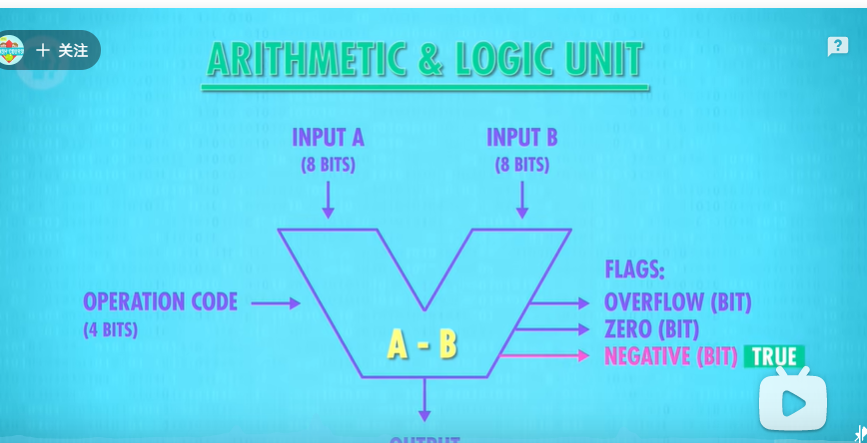 + 关注
ARITHMETIC & LOGIC UNIT
?
INPUT A
(8 BITS)
INPUT B
(8 BITS)
OPERATION CODE
(4 BITS)
A - B
FLAGS:
OVERFLOW (BIT)
ZERO (BIT)
NEGATIVE (BIT) TRUE
OUTPUT